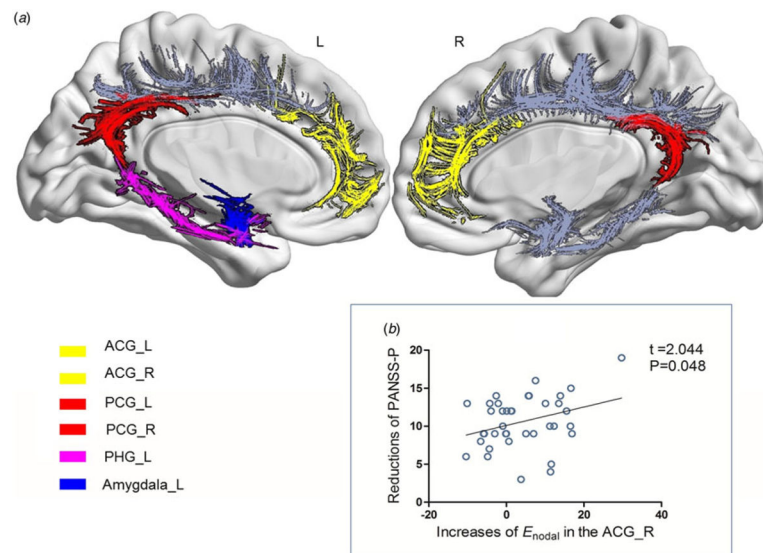 (a)
L
R
ACG_L
ACG_R
PCG_L
PCG_R
PHG_L
Amygdala_L
(b)
t =2.044
P=0.048
Reductions of PANSS-P
20
15
10
5
0
-20
0
20
40
Increases of Enodal in the ACG_R